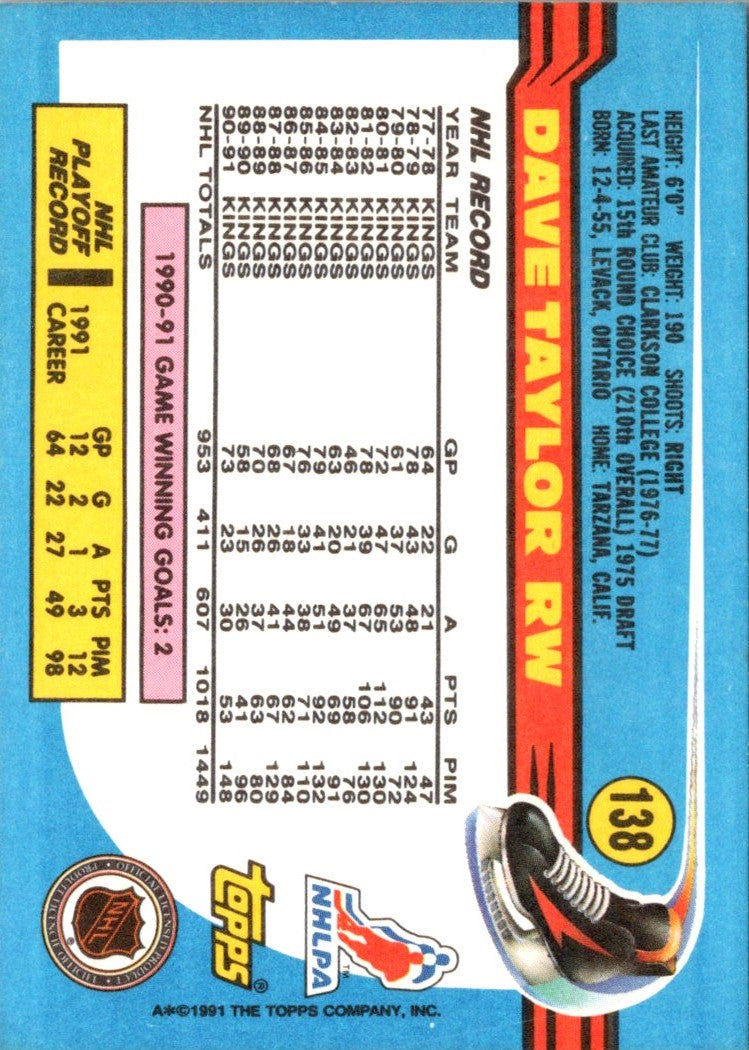 HEIGHT: 6'0" WEIGHT: 190 SHOOTS: RIGHT
LAST AMATEUR CLUB: CLARKSON COLLEGE (1976-77)
ACQUIRED: 15th ROUND CHOICE (210th OVERALL) 1975 DRAFT
BORN: 12-4-55, LEVACK, ONTARIO HOME: TARZANA, CALIF.
138
DAVE TAYLOR RW
NHL RECORD
YEAR TEAM GP G A PTS PIM
77-78 KINGS 64 22 21 43 47
78-79 KINGS 78 43 48 91 124
79-80 KINGS 61 37 53 90 72
80-81 KINGS 72 47 65 112 130
81-82 KINGS 78 39 67 106 130
82-83 KINGS 46 21 37 58 76
83-84 KINGS 63 20 49 69 91
84-85 KINGS 79 41 51 92 132
85-86 KINGS 76 33 38 71 110
86-87 KINGS 67 18 44 62 84
87-88 KINGS 68 26 41 67 129
88-89 KINGS 70 26 37 63 80
89-90 KINGS 58 15 26 41 96
90-91 KINGS 73 23 30 53 148
NHL TOTALS 953 411 607 1018 1449
1990-91 GAME WINNING GOALS: 2
NHL PLAYOFF RECORD
GP G A PTS PIM
1991 12 2 1 3 12
CAREER 64 22 27 49 98
NHLPA ™
TOPPS ®
NHL ®
OFFICIAL LICENSED PRODUCT • PRODUIT LICENCIE OFFICIEL •
A*©1991 THE TOPPS COMPANY, INC.